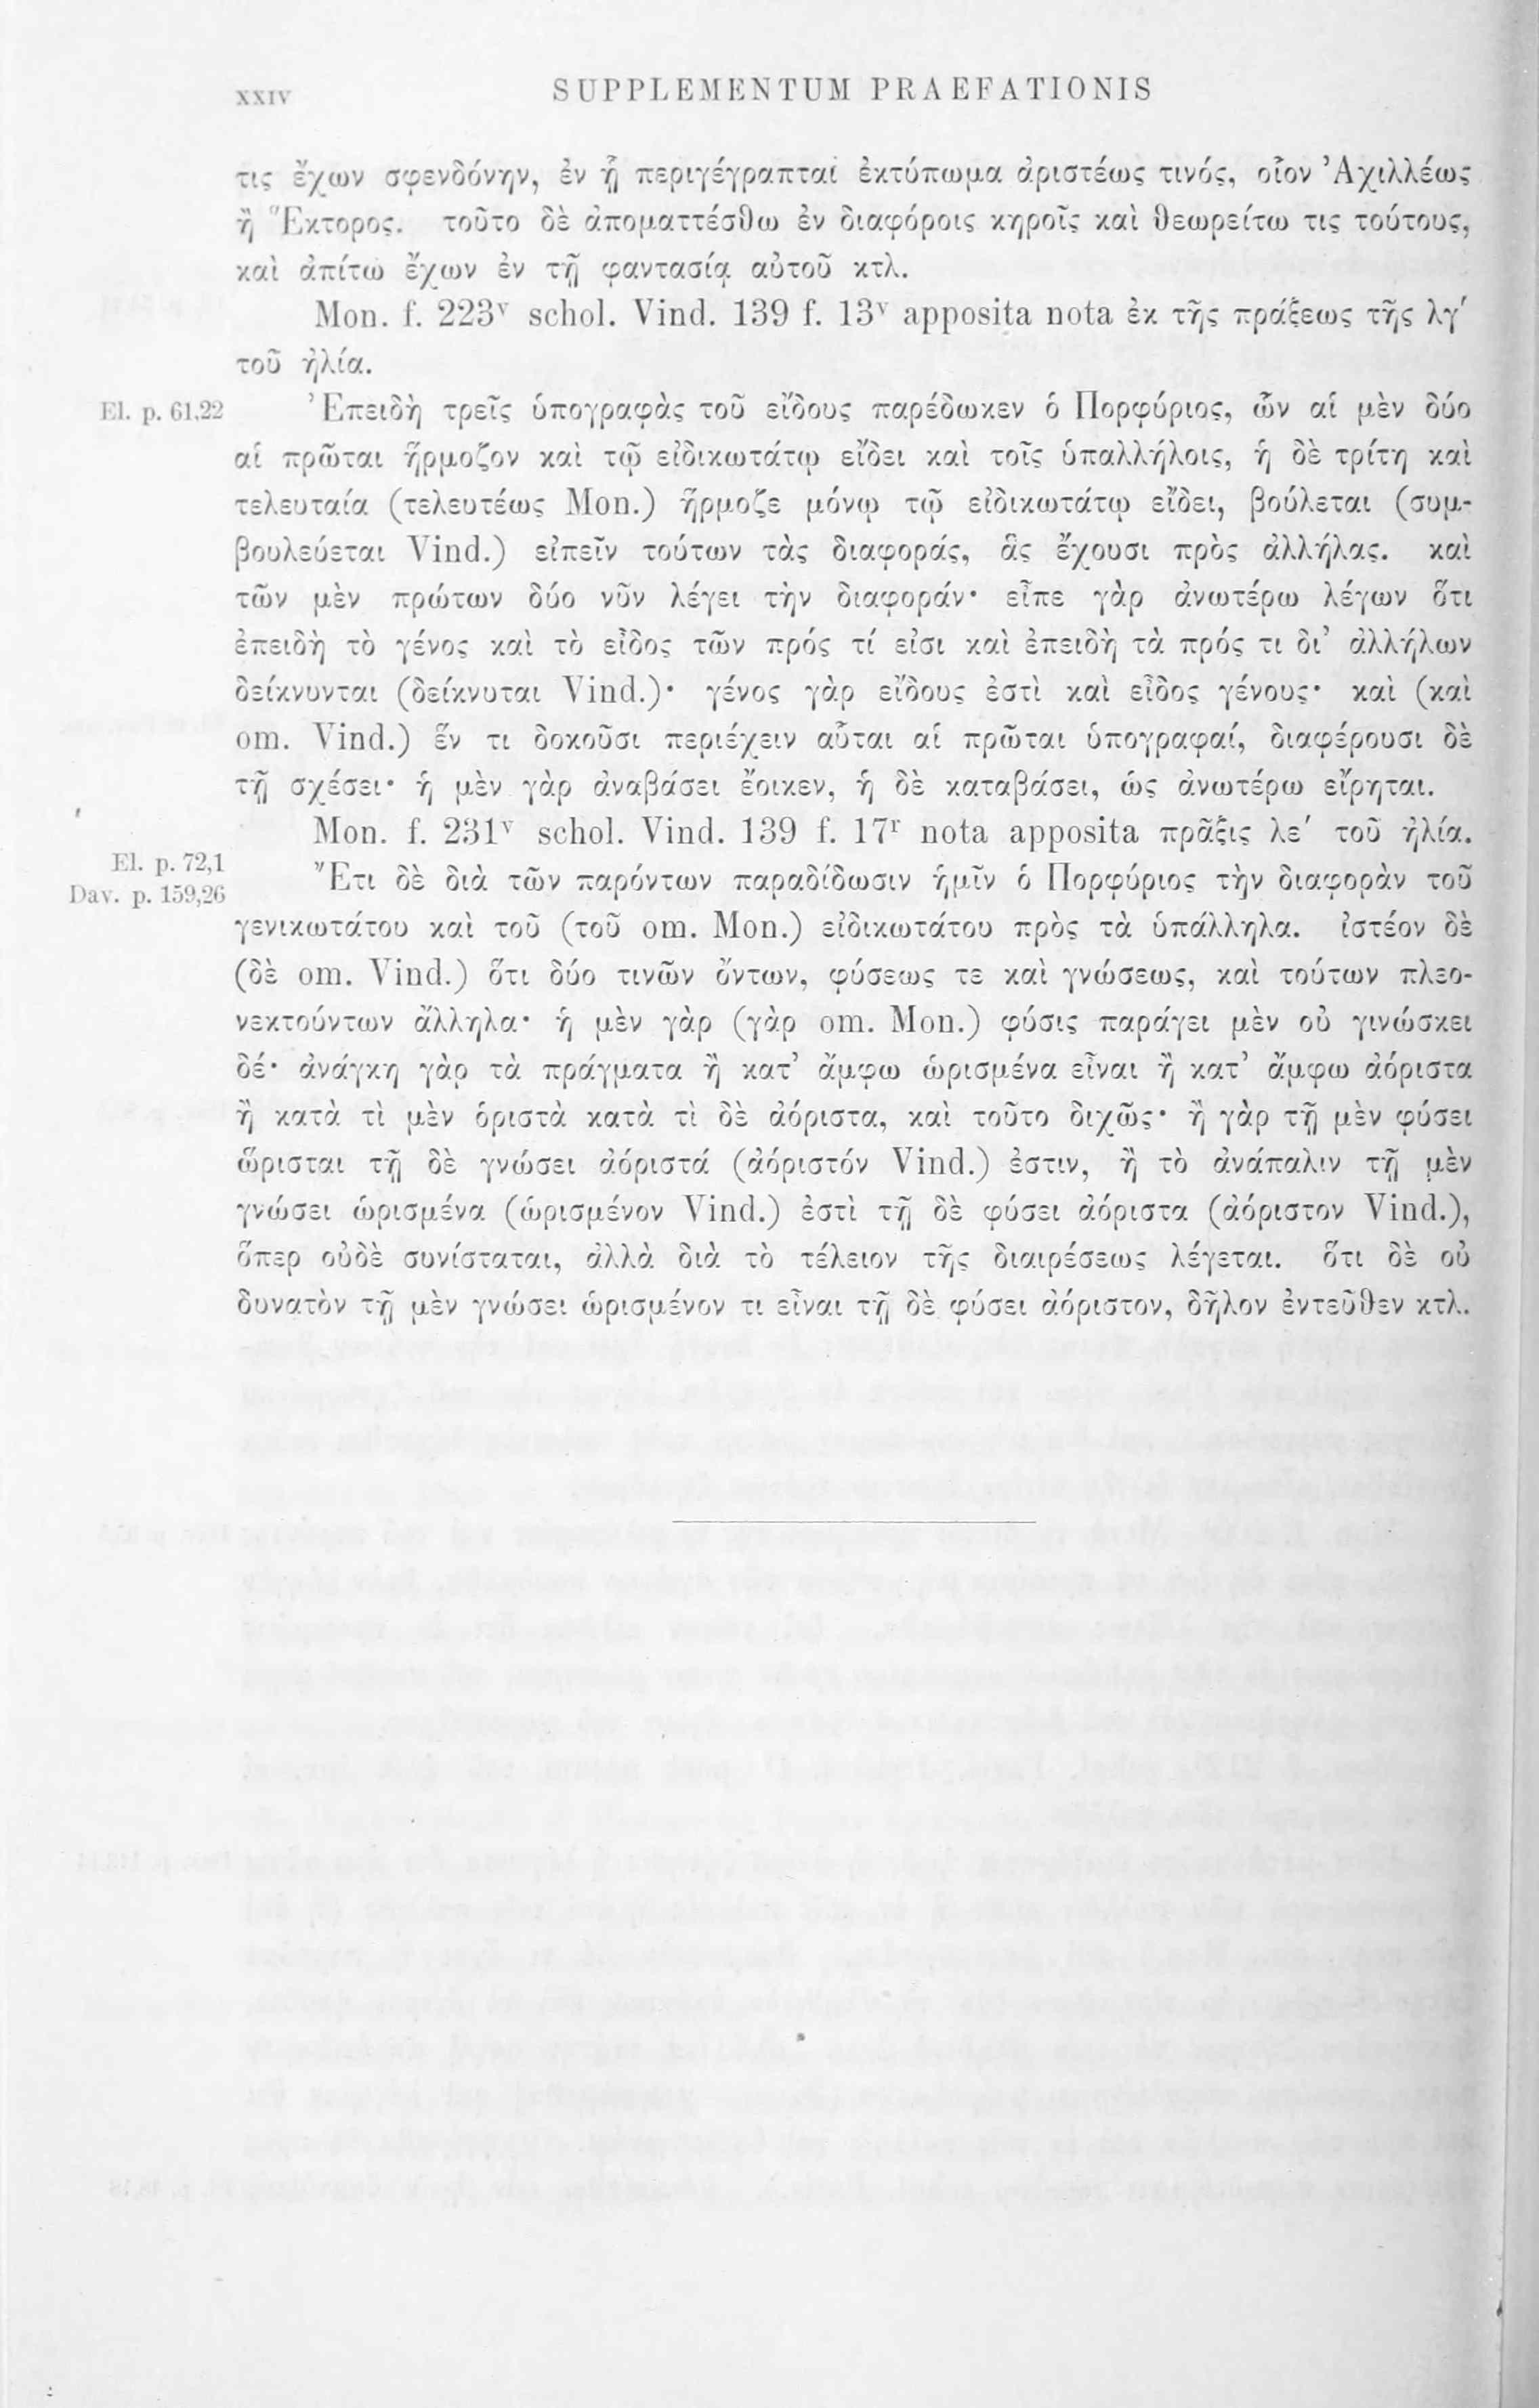 XXIV SUPPLEMENTUM PRAEFATIONIS
τις ἔχων σφενδόνην, ἐν ᾗ περιγέγραπται ἐκτύπωμα ἀριστέως τινός, οἷον Ἀχιλλέως
ἢ Ἕκτορος. τοῦτο δὲ ἀποματτέσθω ἐν διαφόροις κηροῖς καὶ θεωρείτω τις τούτους,
καὶ ἀπίτω ἔχων ἐν τῇ φαντασίᾳ αὐτοῦ κτλ.
Mon. f. 223ᵛ schol. Vind. 139 f. 13ᵛ apposita nota ἐκ τῆς πράξεως τῆς λγʹ
τοῦ ἠλία.
El. p. 61,22 Ἐπειδὴ τρεῖς ὑπογραφὰς τοῦ εἴδους παρέδωκεν ὁ Πορφύριος, ὧν αἱ μὲν δύο
αἱ πρῶται ἥρμοζον καὶ τῷ εἰδικωτάτῳ εἴδει καὶ τοῖς ὑπαλλήλοις, ἡ δὲ τρίτη καὶ
τελευταία (τελευτέως Mon.) ἥρμοζε μόνῳ τῷ εἰδικωτάτῳ εἴδει, βούλεται (συμ-
βουλεύεται Vind.) εἰπεῖν τούτων τὰς διαφοράς, ἃς ἔχουσι πρὸς ἀλλήλας. καὶ
τῶν μὲν πρώτων δύο νῦν λέγει τὴν διαφοράν· εἶπε γὰρ ἀνωτέρω λέγων ὅτι
ἐπειδὴ τὸ γένος καὶ τὸ εἶδος τῶν πρός τί εἰσι καὶ ἐπειδὴ τὰ πρός τι δι’ ἀλλήλων
δείκνυνται (δείκνυται Vind.)· γένος γὰρ εἴδους ἐστὶ καὶ εἶδος γένους· καὶ (καὶ
om. Vind.) ἕν τι δοκοῦσι περιέχειν αὗται αἱ πρῶται ὑπογραφαί, διαφέρουσι δὲ
τῇ σχέσει· ἡ μὲν γὰρ ἀναβάσει ἔοικεν, ἡ δὲ καταβάσει, ὡς ἀνωτέρω εἴρηται.
Mon. f. 231ᵛ schol. Vind. 139 f. 17ʳ nota apposita πρᾶξις λεʹ τοῦ ἠλία.
El. p. 72,1
Dav. p. 159,26
Ἔτι δὲ διὰ τῶν παρόντων παραδίδωσιν ἡμῖν ὁ Πορφύριος τὴν διαφορὰν τοῦ
γενικωτάτου καὶ τοῦ (τοῦ om. Mon.) εἰδικωτάτου πρὸς τὰ ὑπάλληλα. ἰστέον δὲ
(δὲ om. Vind.) ὅτι δύο τινῶν ὄντων, φύσεως τε καὶ γνώσεως, καὶ τούτων πλεο-
νεκτούντων ἄλληλα· ἡ μὲν γὰρ (γὰρ om. Mon.) φύσις παράγει μὲν οὐ γινώσκει
δέ· ἀνάγκη γὰρ τὰ πράγματα ἢ κατ’ ἄμφω ὡρισμένα εἶναι ἢ κατ’ ἄμφω ἀόριστα
ἢ κατὰ τὶ μὲν ὁριστὰ κατὰ τὶ δὲ ἀόριστα, καὶ τοῦτο διχῶς· ἢ γὰρ τῇ μὲν φύσει
ὥρισται τῇ δὲ γνώσει ἀόριστά (ἀόριστόν Vind.) ἐστιν, ἢ τὸ ἀνάπαλιν τῇ μὲν
γνώσει ὡρισμένα (ὡρισμένον Vind.) ἐστὶ τῇ δὲ φύσει ἀόριστα (ἀόριστον Vind.),
ὅπερ οὐδὲ συνίσταται, ἀλλὰ διὰ τὸ τέλειον τῆς διαιρέσεως λέγεται. ὅτι δὲ οὐ
δυνατὸν τῇ μὲν γνώσει ὡρισμένον τι εἶναι τῇ δὲ φύσει ἀόριστον, δῆλον ἐντεῦθεν κτλ.